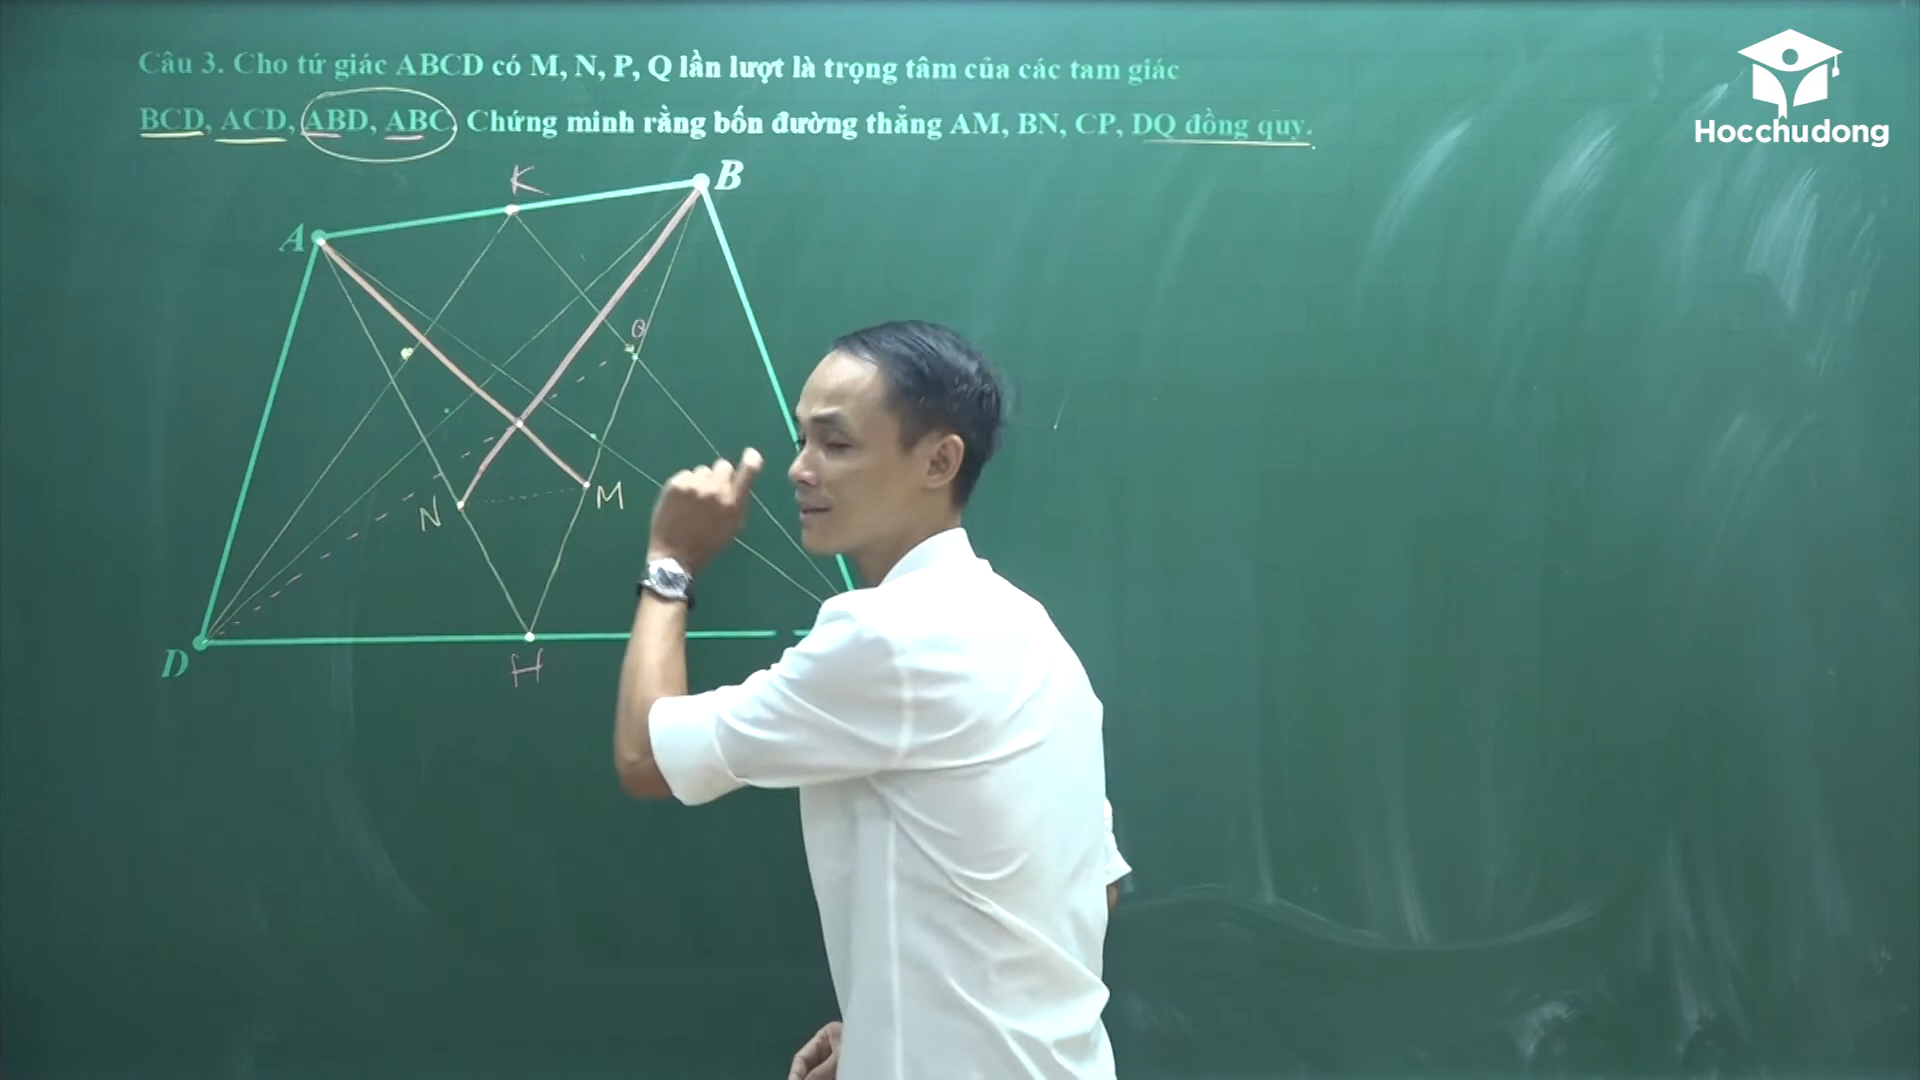 Câu 3. Cho tứ giác ABCD có M, N, P, Q lần lượt là trọng tâm của các tam giác
BCD, ACD, ABD, ABC. Chứng minh rằng bốn đường thẳng AM, BN, CP, DQ đồng quy.
Hocchudong
K
B
A
Q
N
M
D
H